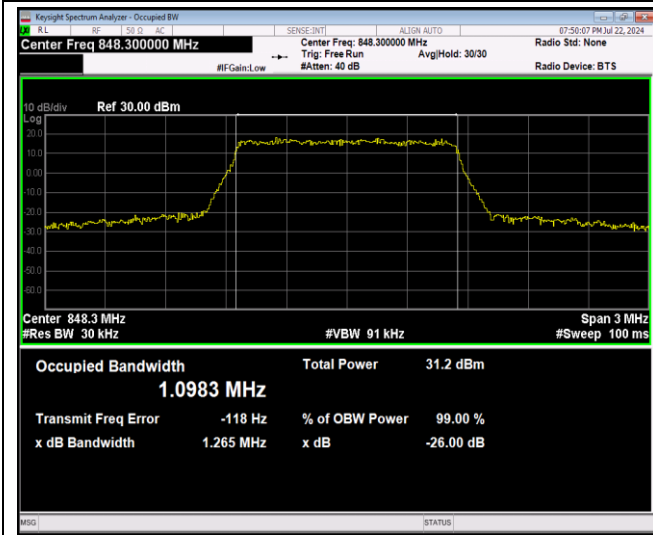 Keysight Spectrum Analyzer - Occupied BW
RL RF 50 Ω AC SENSE:INT ALIGN AUTO 07:50:07 PM Jul 22, 2024
Center Freq 848.300000 MHz Center Freq: 848.300000 MHz Radio Std: None
Trig: Free Run Avg|Hold: 30/30
#IFGain:Low #Atten: 40 dB Radio Device: BTS
10 dB/div Ref 30.00 dBm
Log
20.0
10.0
0.00
-10.0
-20.0
-30.0
-40.0
-50.0
-60.0
Center 848.3 MHz Span 3 MHz
#Res BW 30 kHz #VBW 91 kHz #Sweep 100 ms
Occupied Bandwidth Total Power 31.2 dBm
1.0983 MHz
Transmit Freq Error -118 Hz % of OBW Power 99.00 %
x dB Bandwidth 1.265 MHz x dB -26.00 dB
MSG STATUS